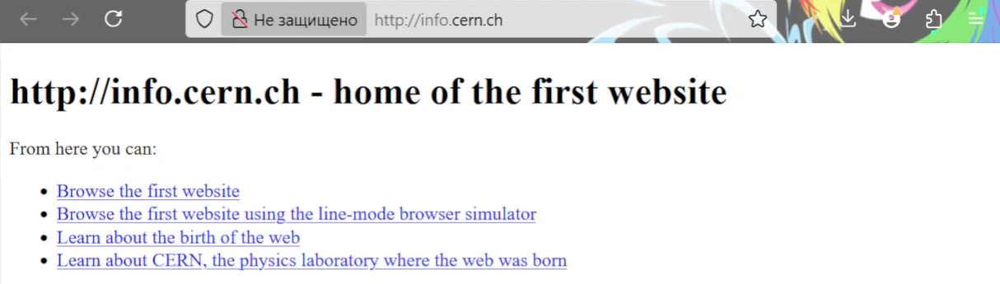 Не защищено http://info.cern.ch
http://info.cern.ch - home of the first website
From here you can:
Browse the first website
Browse the first website using the line-mode browser simulator
Learn about the birth of the web
Learn about CERN, the physics laboratory where the web was born